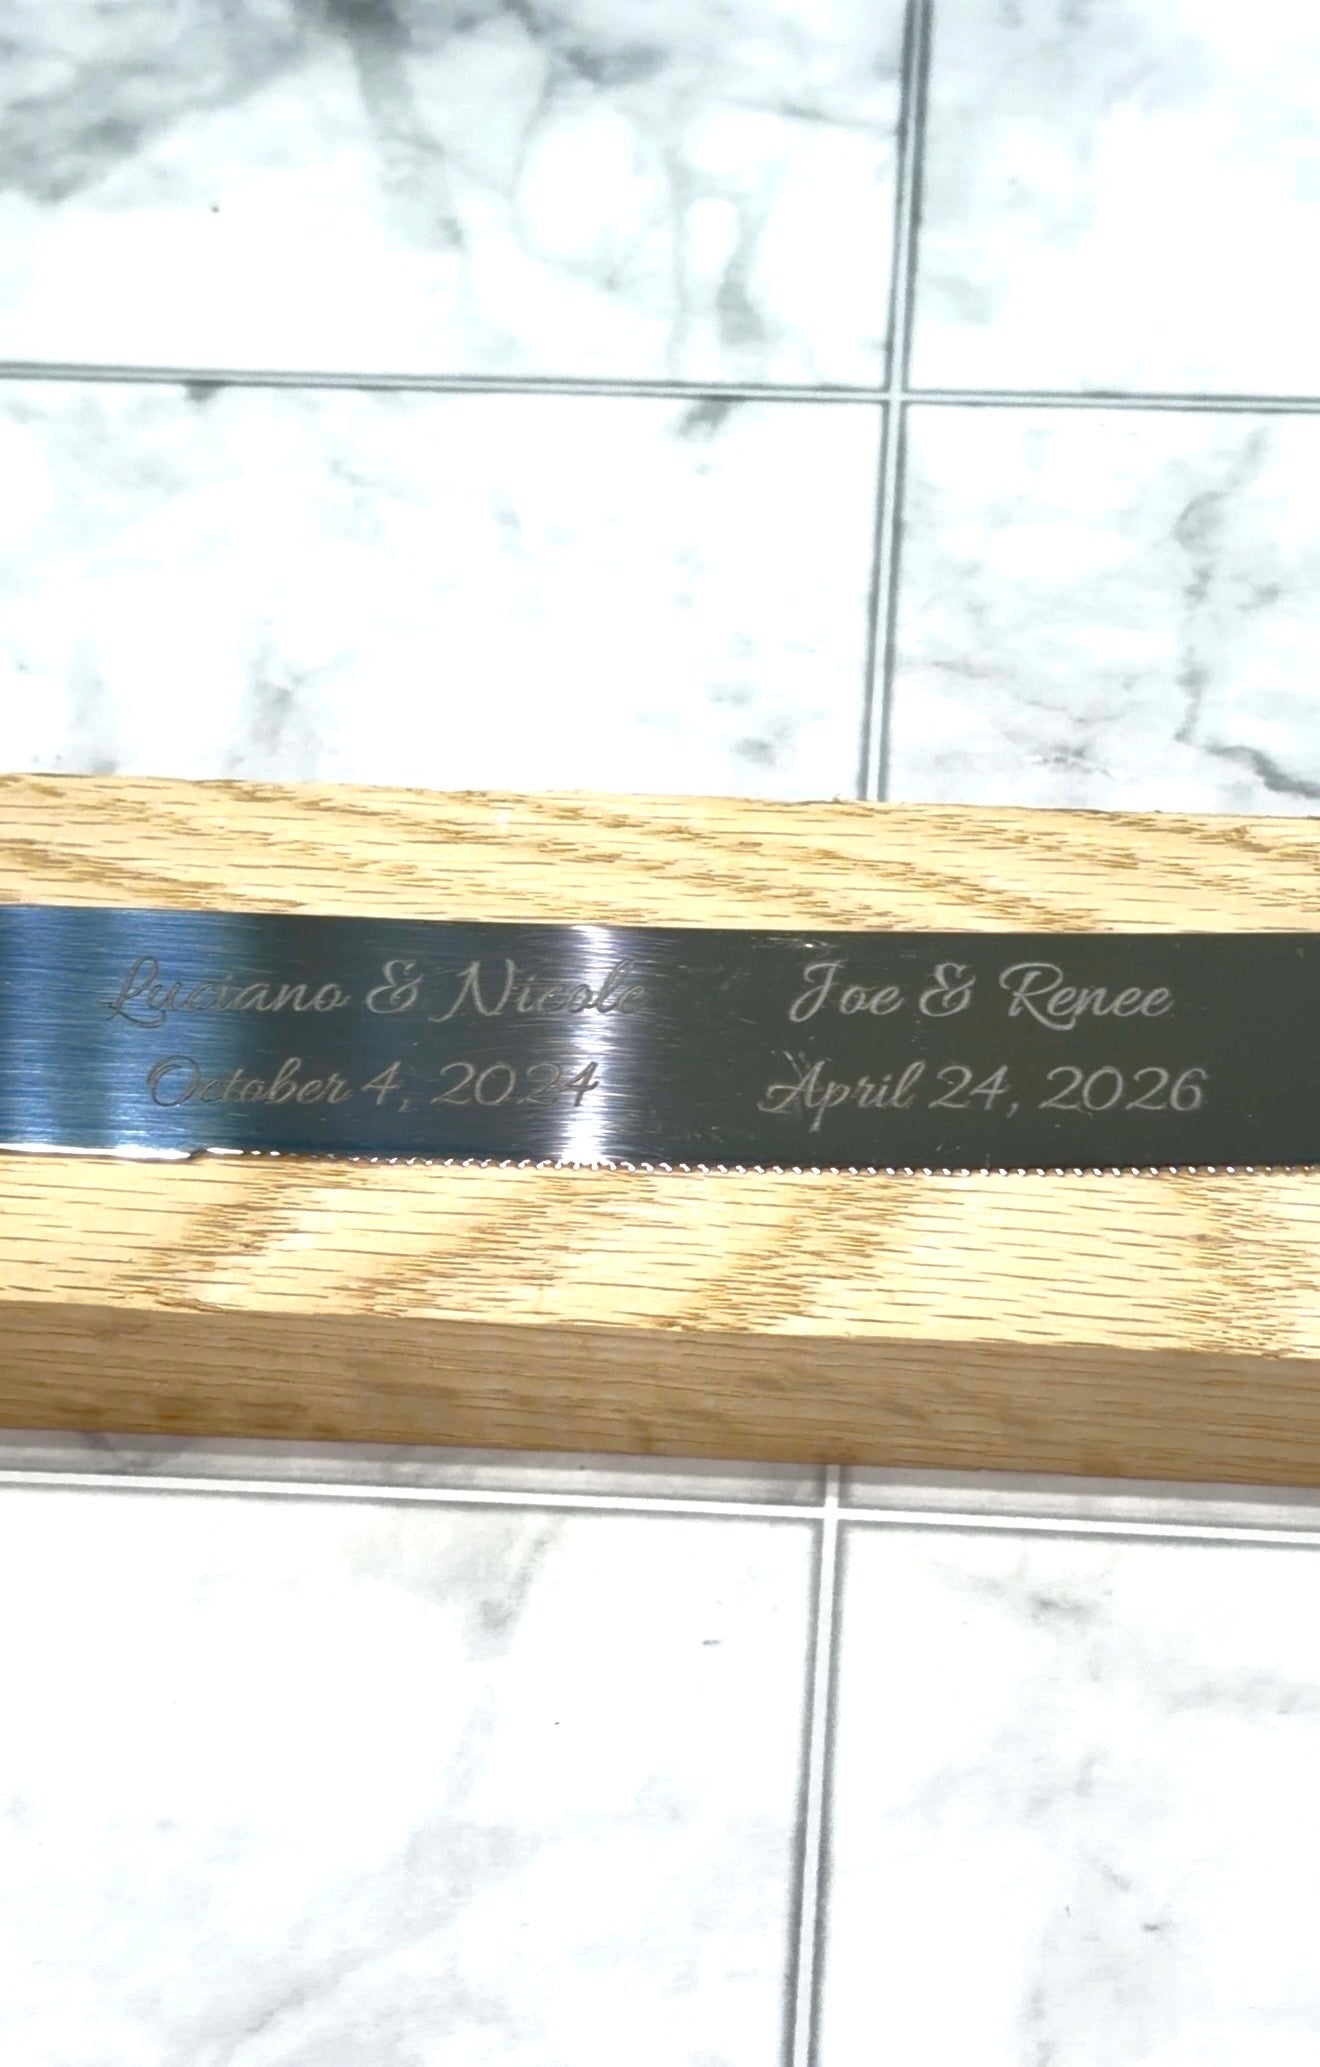 Luciano & Nicole
October 4, 2024
Joe & Renee
April 24, 2026